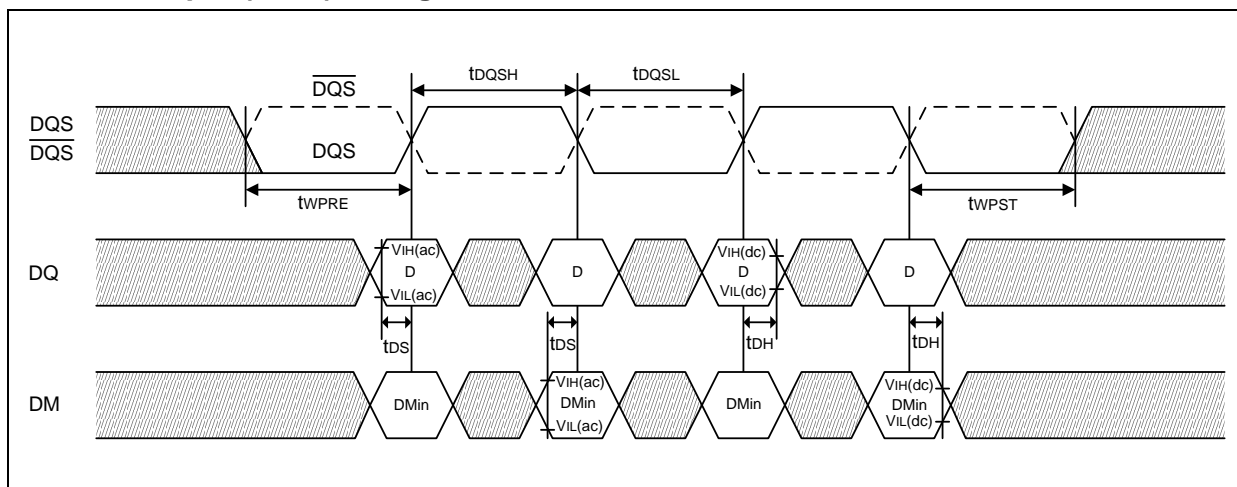 DQS
tDQSH
tDQSL
DQS
DQS
DQS
tWPRE
tWPST
DQ
VIH(ac)
D
VIL(ac)
D
VIH(dc)
D
VIL(dc)
D
tDS
tDS
tDH
tDH
DM
DMin
VIH(ac)
DMin
VIL(ac)
DMin
VIH(dc)
DMin
VIL(dc)